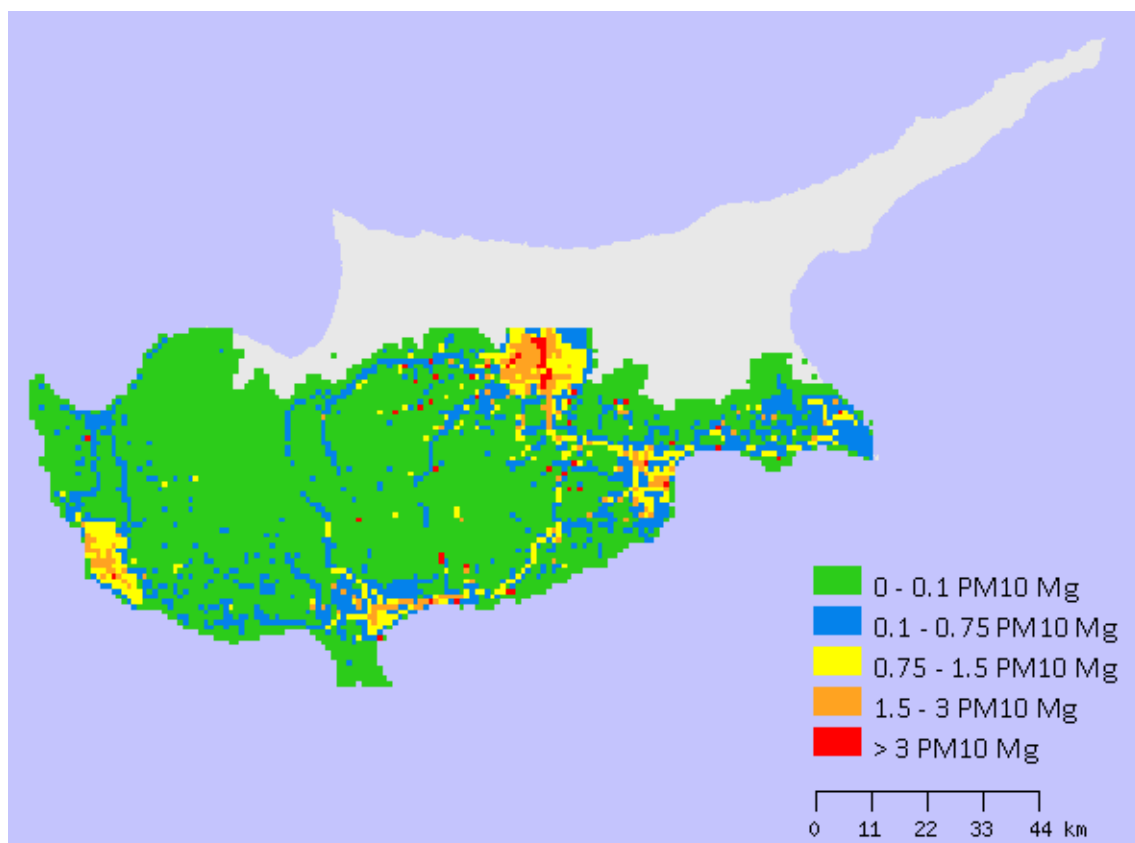 0 - 0.1 PM10 Mg
0.1 - 0.75 PM10 Mg
0.75 - 1.5 PM10 Mg
1.5 - 3 PM10 Mg
> 3 PM10 Mg
0 11 22 33 44 km